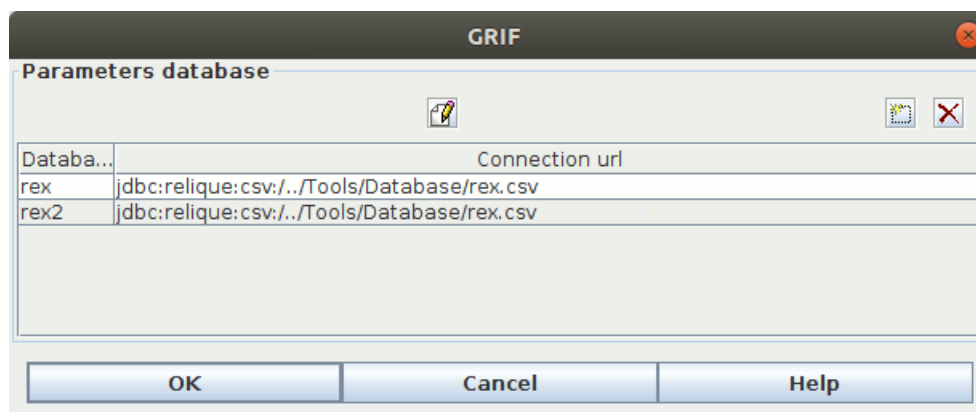 GRIF
Parameters database
Databa... Connection url
rex jdbc:relique:csv:/../Tools/Database/rex.csv
rex2 jdbc:relique:csv:/../Tools/Database/rex.csv
OK Cancel Help